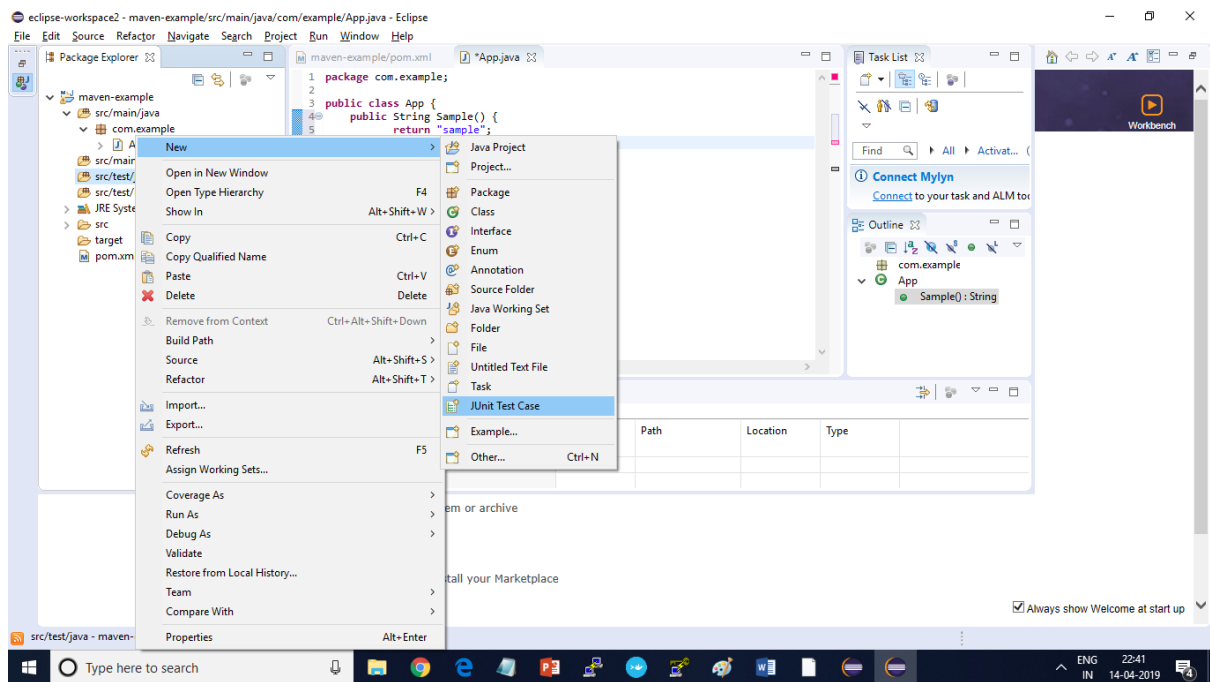 eclipse-workspace2 - maven-example/src/main/java/com/example/App.java - Eclipse
File Edit Source Refactor Navigate Search Project Run Window Help
Package Explorer
maven-example
src/main/java
com.example
A
src/main
src/test/j
src/test/
JRE Syste
src
target
pom.xm
maven-example/pom.xml
*App.java
1 package com.example;
2
3 public class App {
4 public String Sample() {
5 return "sample";
New
Open in New Window
Open Type Hierarchy F4
Show In Alt+Shift+W >
Copy Ctrl+C
Copy Qualified Name
Paste Ctrl+V
Delete Delete
Remove from Context Ctrl+Alt+Shift+Down
Build Path
Source Alt+Shift+S >
Refactor Alt+Shift+T >
Import...
Export...
Refresh F5
Assign Working Sets...
Coverage As
Run As
Debug As
Validate
Restore from Local History...
Team
Compare With
Properties Alt+Enter
Java Project
Project...
Package
Class
Interface
Enum
Annotation
Source Folder
Java Working Set
Folder
File
Untitled Text File
Task
JUnit Test Case
Example...
Other... Ctrl+N
Task List
Find All Activat...
Connect Mylyn
Connect to your task and ALM too
Outline
com.example
App
Sample() : String
Path Location Type
Workbench
em or archive
tall your Marketplace
Always show Welcome at start up
src/test/java - maven-
Type here to search
ENG
IN
22:41
14-04-2019
4